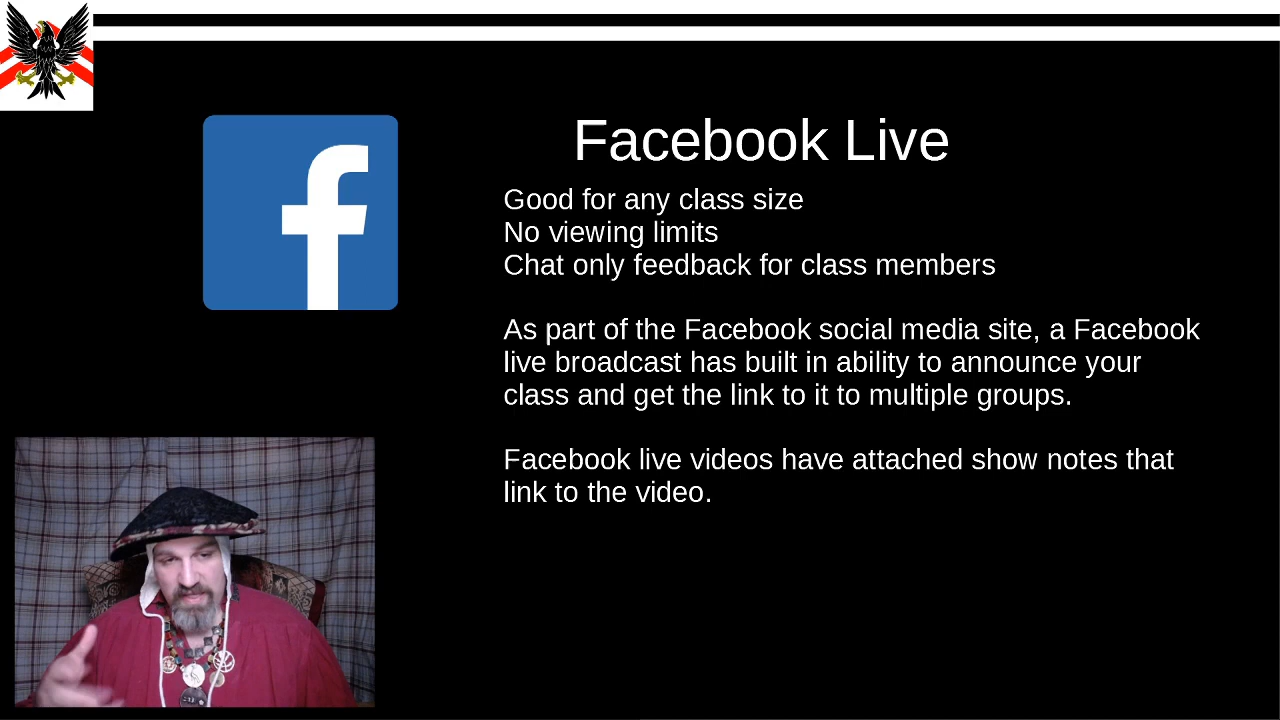 Facebook Live
Good for any class size
No viewing limits
Chat only feedback for class members
As part of the Facebook social media site, a Facebook
live broadcast has built in ability to announce your
class and get the link to it to multiple groups.
Facebook live videos have attached show notes that
link to the video.